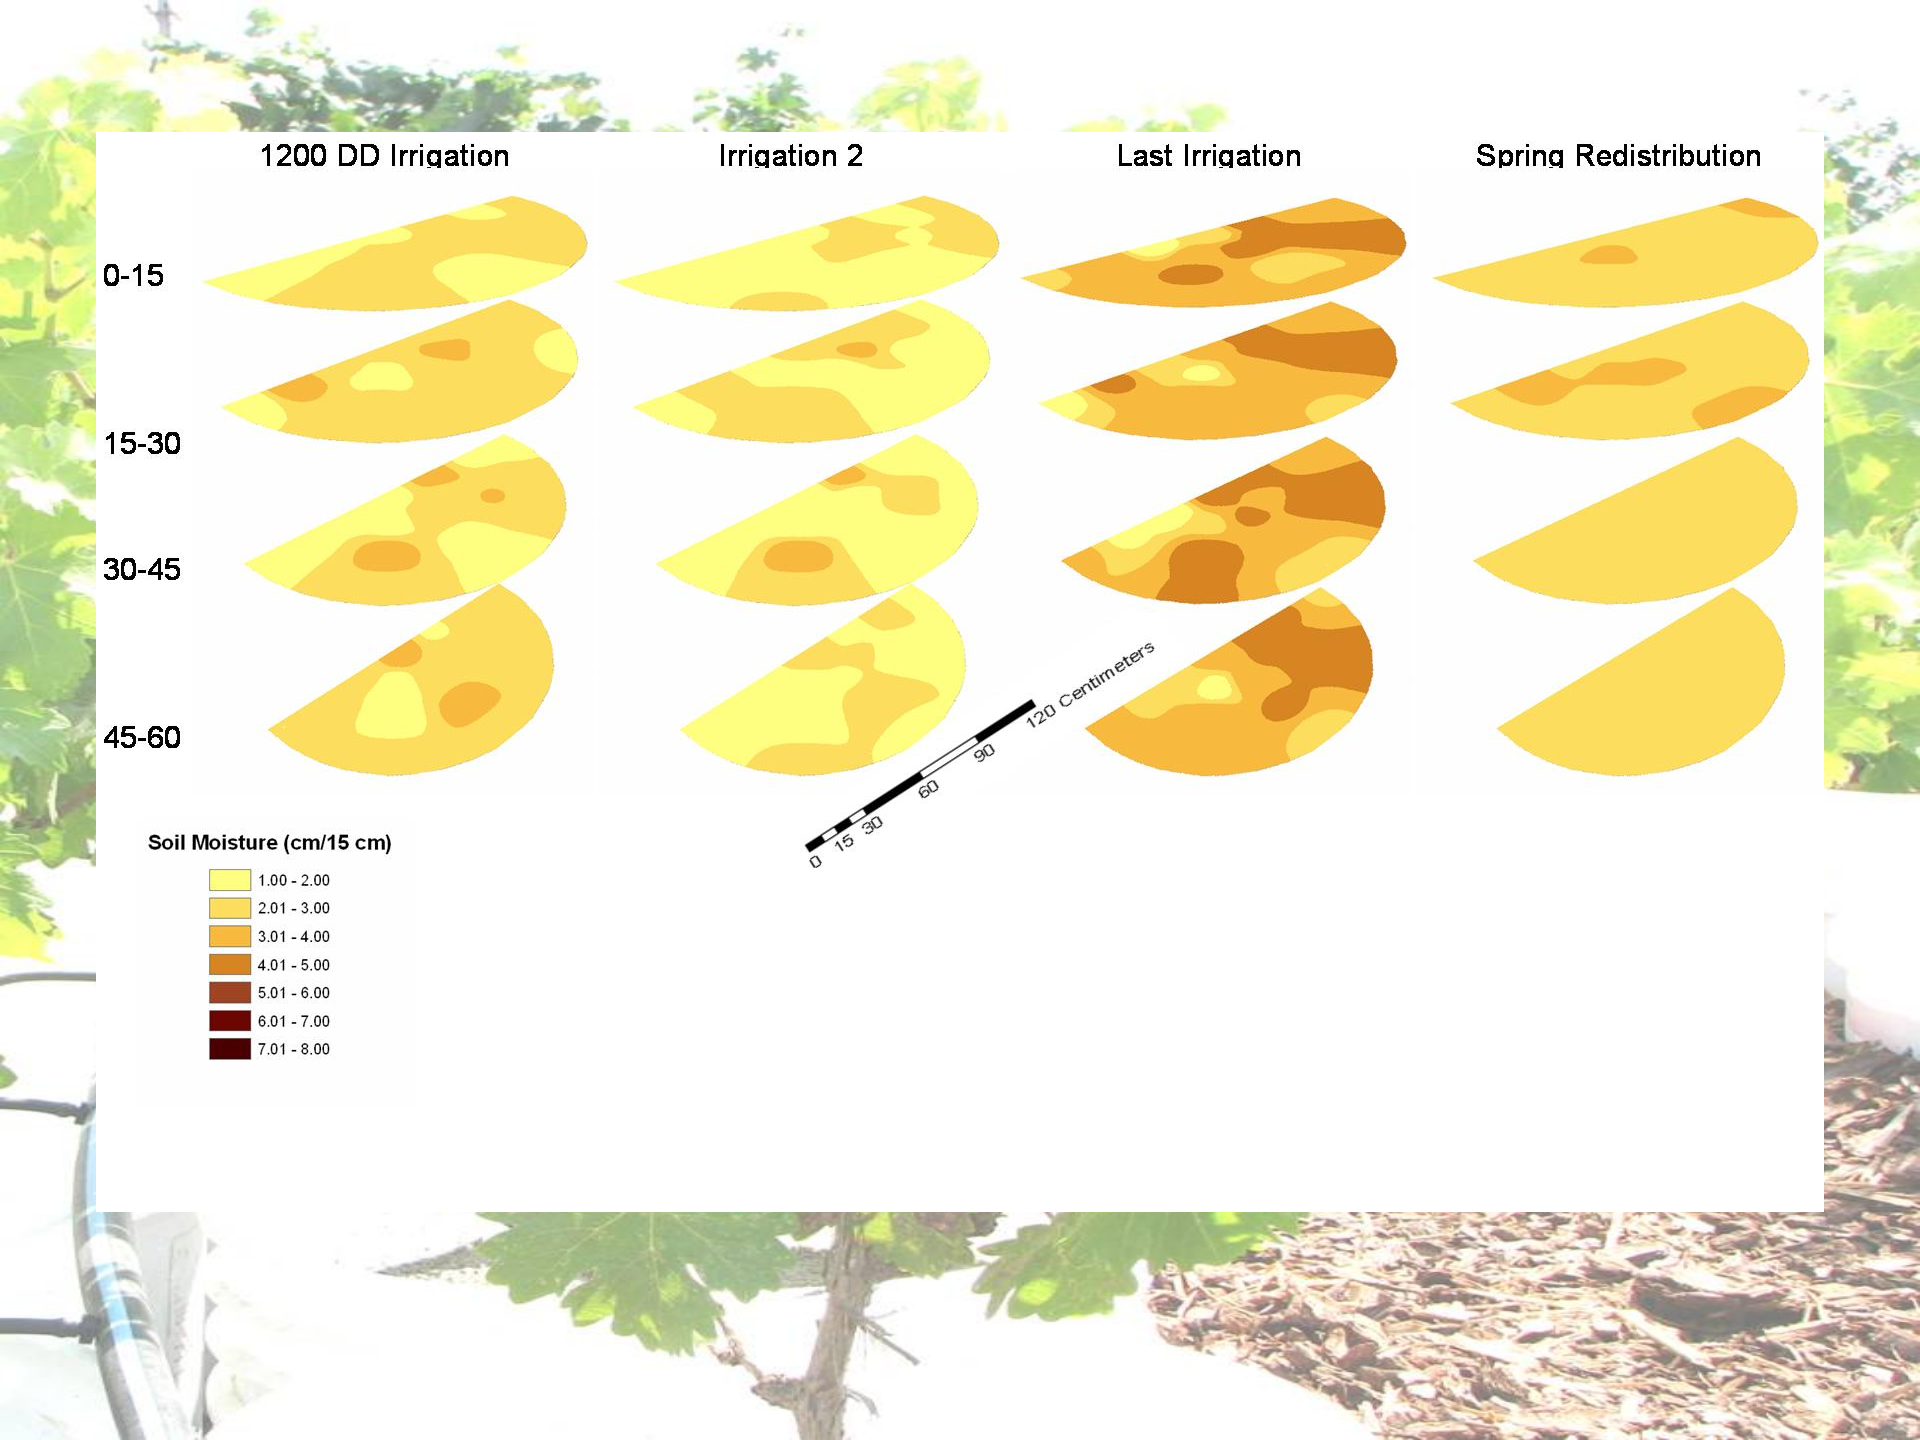 1200 DD Irrigation
Irrigation 2
Last Irrigation
Spring Redistribution
0-15
15-30
30-45
45-60
0 15 30 60 90 120 Centimeters
Soil Moisture (cm/15 cm)
1.00 - 2.00
2.01 - 3.00
3.01 - 4.00
4.01 - 5.00
5.01 - 6.00
6.01 - 7.00
7.01 - 8.00